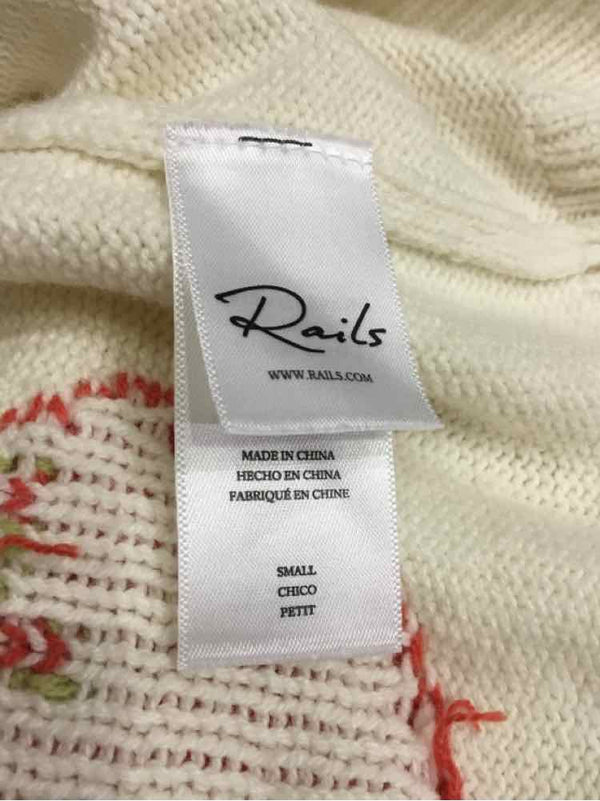 Rails
WWW.RAILS.COM
MADE IN CHINA
HECHO EN CHINA
FABRIQUÉ EN CHINE
SMALL
CHICO
PETIT